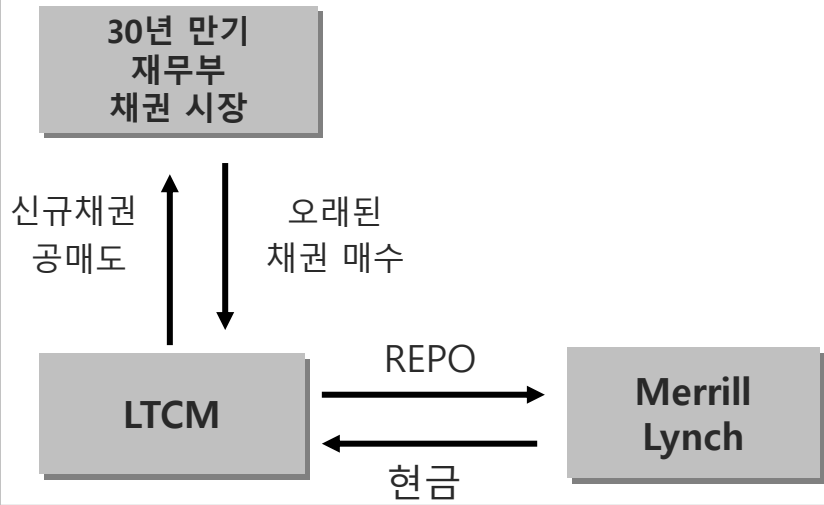 30년 만기
재무부
채권 시장
신규채권
공매도
오래된
채권 매수
LTCM
REPO
현금
Merrill
Lynch